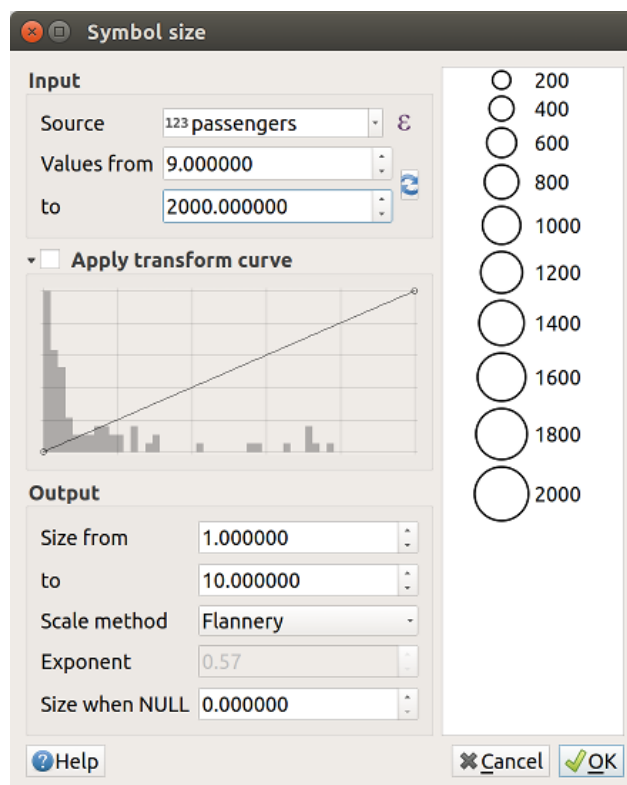 Symbol size
Input
Source 123 passengers ε
Values from 9.000000
to 2000.000000
Apply transform curve
Output
Size from 1.000000
to 10.000000
Scale method Flannery
Exponent 0.57
Size when NULL 0.000000
200
400
600
800
1000
1200
1400
1600
1800
2000
Help Cancel OK